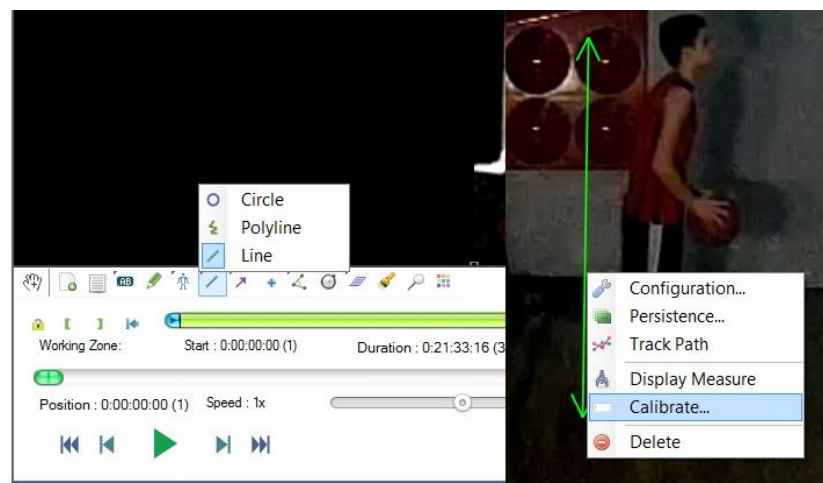 Circle
Polyline
Line
AB
Working Zone: Start : 0:00:00:00 (1) Duration : 0:21:33:16 (3
Position : 0:00:00:00 (1) Speed : 1x
Configuration...
Persistence...
Track Path
Display Measure
Calibrate...
Delete